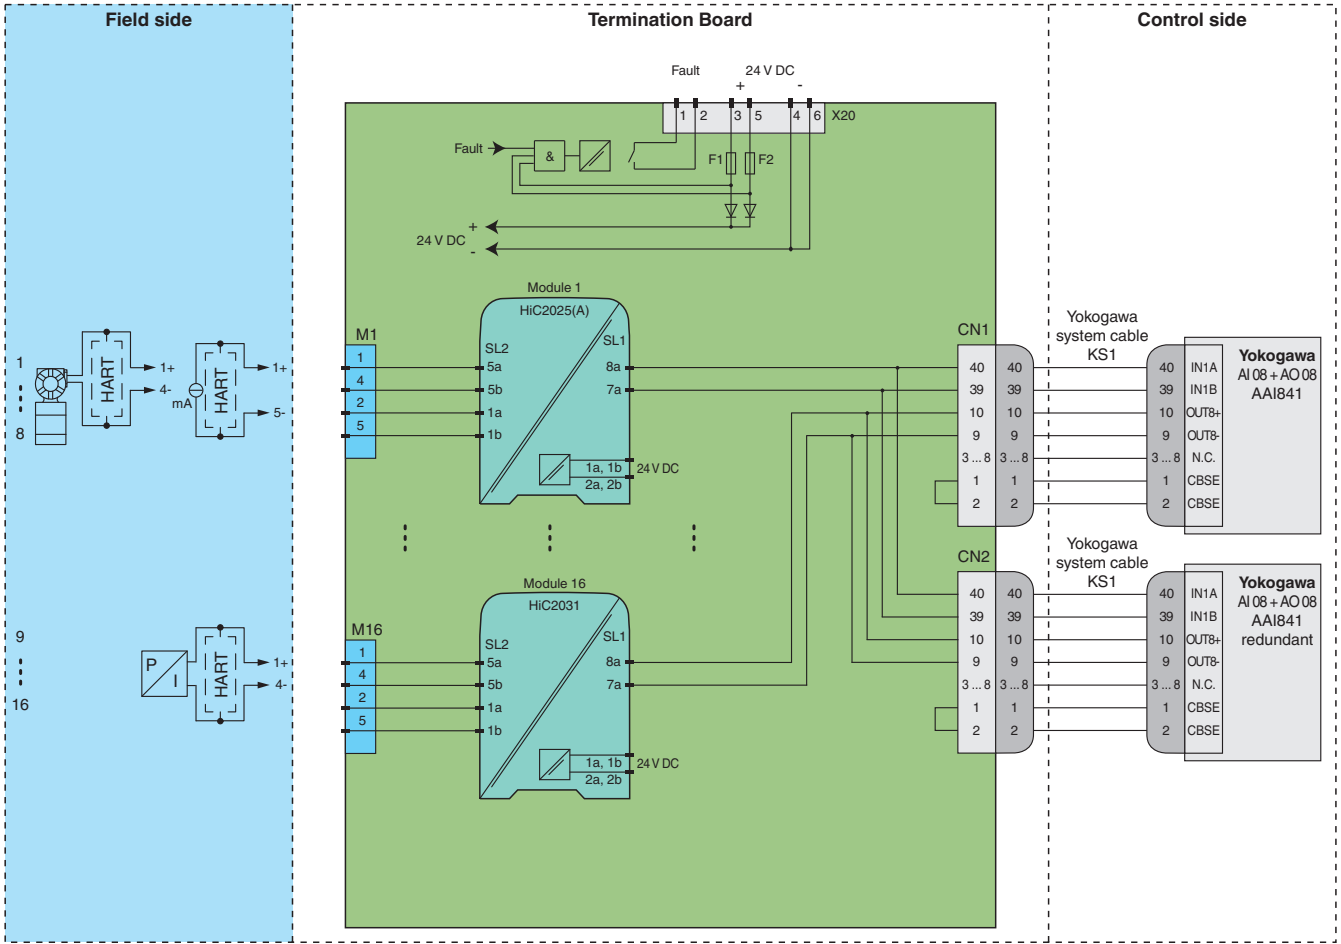 Field side
Termination Board
Control side
Fault
24 V DC
+
-
1 2 3 5 4 6 X20
Fault
&
F1 F2
+
24 V DC
-
Module 1
HiC2025(A)
M1
SL2
SL1
1 5a
4 5b
2 1a
5 1b
8a
7a
1a, 1b
2a, 2b
24 V DC
1
8
HART
1+
4-
mA
HART
1+
5-
CN1
Yokogawa
system cable
KS1
40 40 40 IN1A
39 39 39 IN1B
10 10 10 OUT8+
9 9 9 OUT8-
3 ... 8 3 ... 8 3 ... 8 N.C.
1 1 1 CBSE
2 2 2 CBSE
Yokogawa
AI 08 + AO 08
AAI841
Module 16
HiC2031
M16
SL2
SL1
1 5a
4 5b
2 1a
5 1b
8a
7a
1a, 1b
2a, 2b
24 V DC
9
16
P
I
HART
1+
4-
CN2
Yokogawa
system cable
KS1
40 40 40 IN1A
39 39 39 IN1B
10 10 10 OUT8+
9 9 9 OUT8-
3 ... 8 3 ... 8 3 ... 8 N.C.
1 1 1 CBSE
2 2 2 CBSE
Yokogawa
AI 08 + AO 08
AAI841
redundant